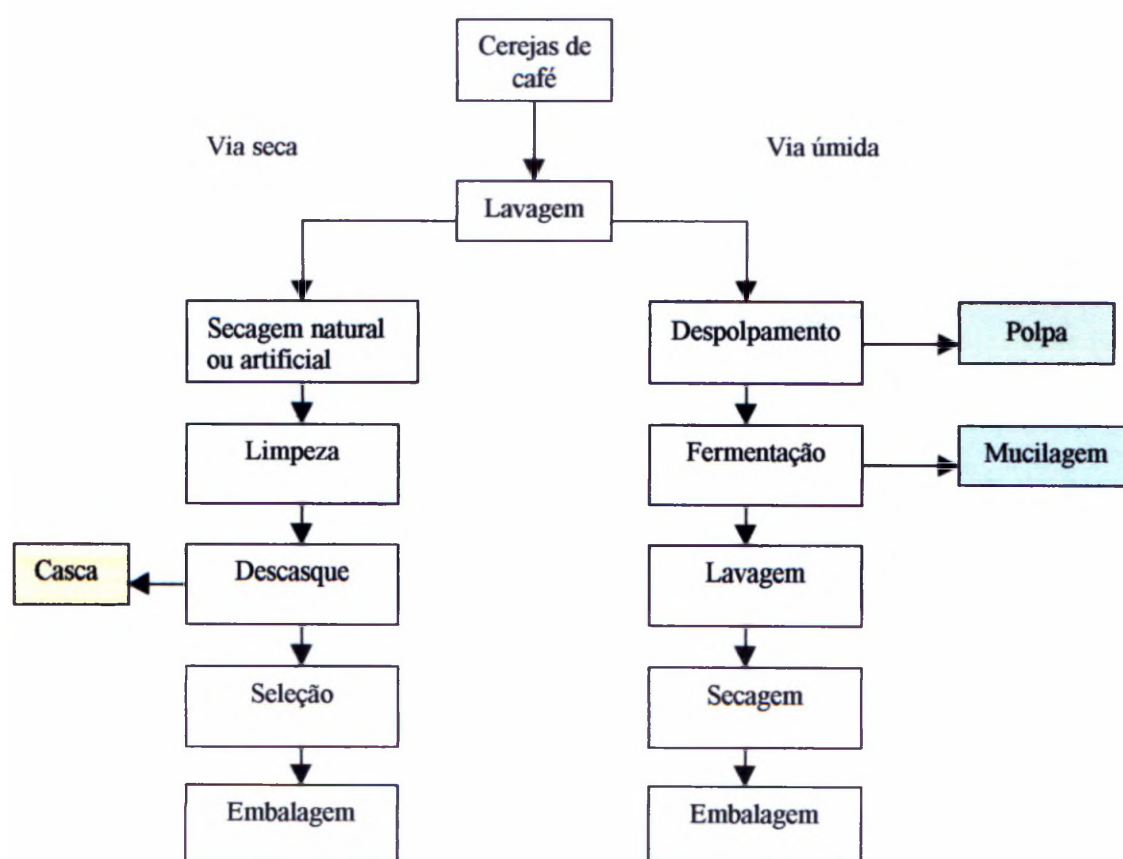 Cerejas de
café
Via seca
Via úmida
Lavagem
Secagem natural
ou artificial
Despolpamento
Polpa
Limpeza
Fermentação
Mucilagem
Casca
Descasque
Lavagem
Seleção
Secagem
Embalagem
Embalagem